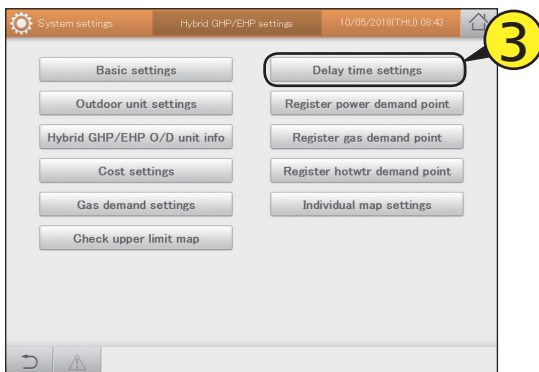 System settings
Hybrid GHP/EHP settings
10/05/2018(THU) 08:43
3
Basic settings
Delay time settings
Outdoor unit settings
Register power demand point
Hybrid GHP/EHP O/D unit info
Register gas demand point
Cost settings
Register hotwtr demand point
Gas demand settings
Individual map settings
Check upper limit map